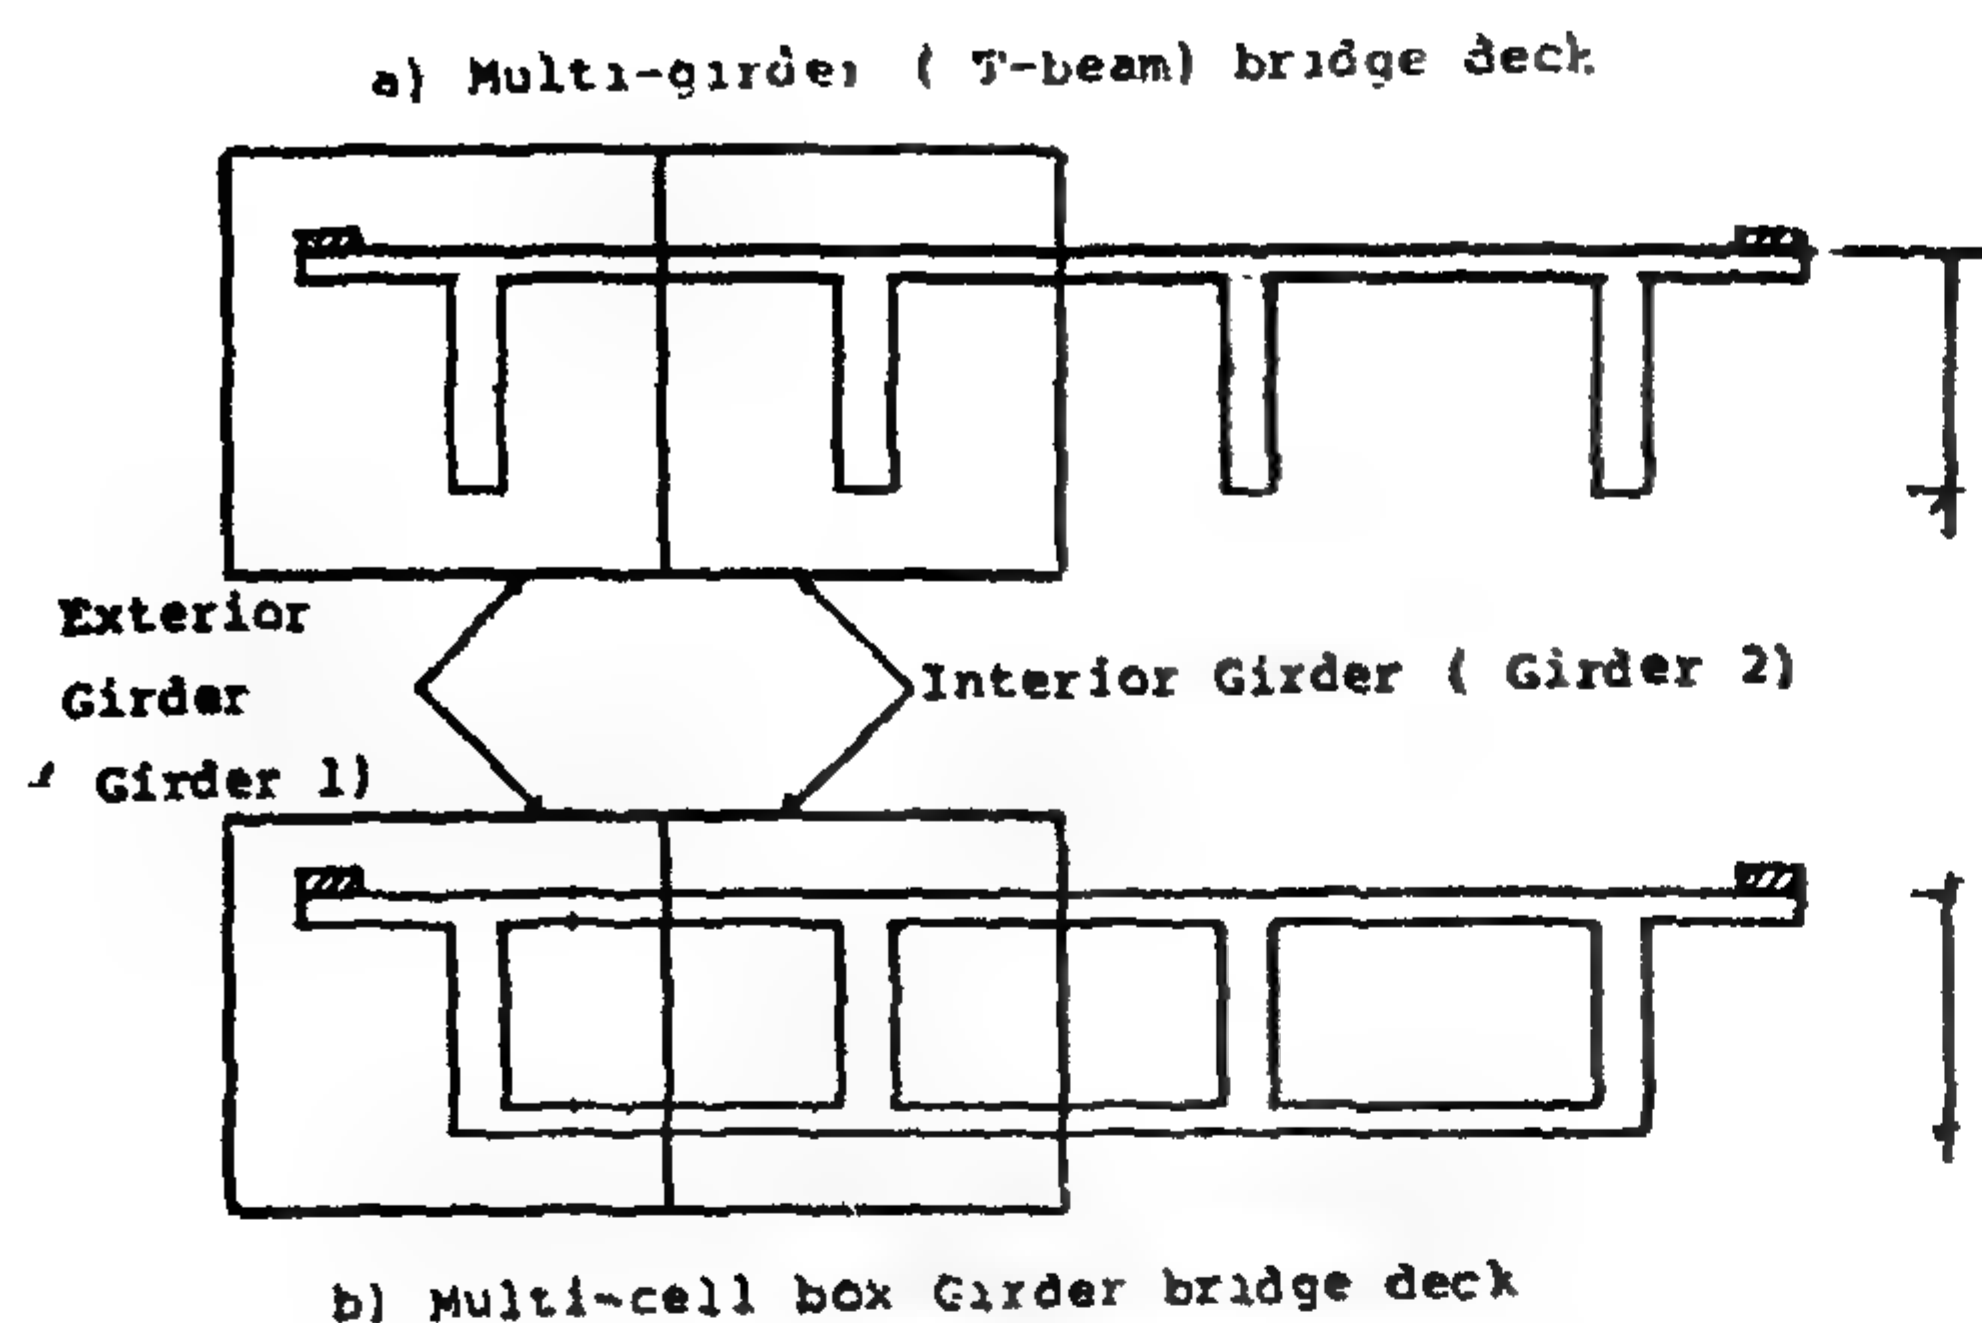 a) Multi-girder ( T-beam) bridge deck
Exterior
Girder
Girder 1)
Interior Girder ( Girder 2)
b) Multi-cell box Girder bridge deck